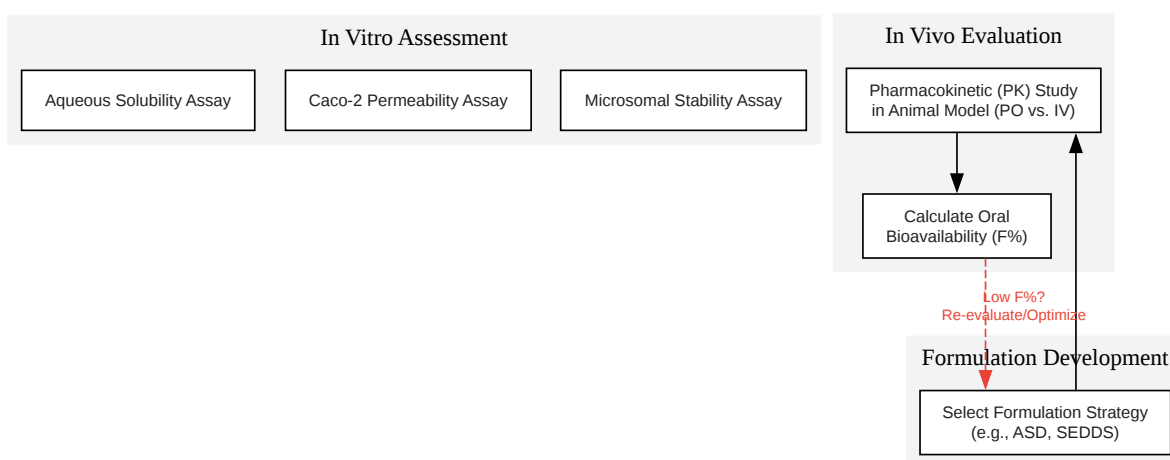 In Vitro Assessment
Aqueous Solubility Assay
Caco-2 Permeability Assay
Microsomal Stability Assay
In Vivo Evaluation
Pharmacokinetic (PK) Study
in Animal Model (PO vs. IV)
Calculate Oral
Bioavailability (F%)
Low F%?
Re-evaluate/Optimize
Formulation Development
Select Formulation Strategy
(e.g., ASD, SEDDS)